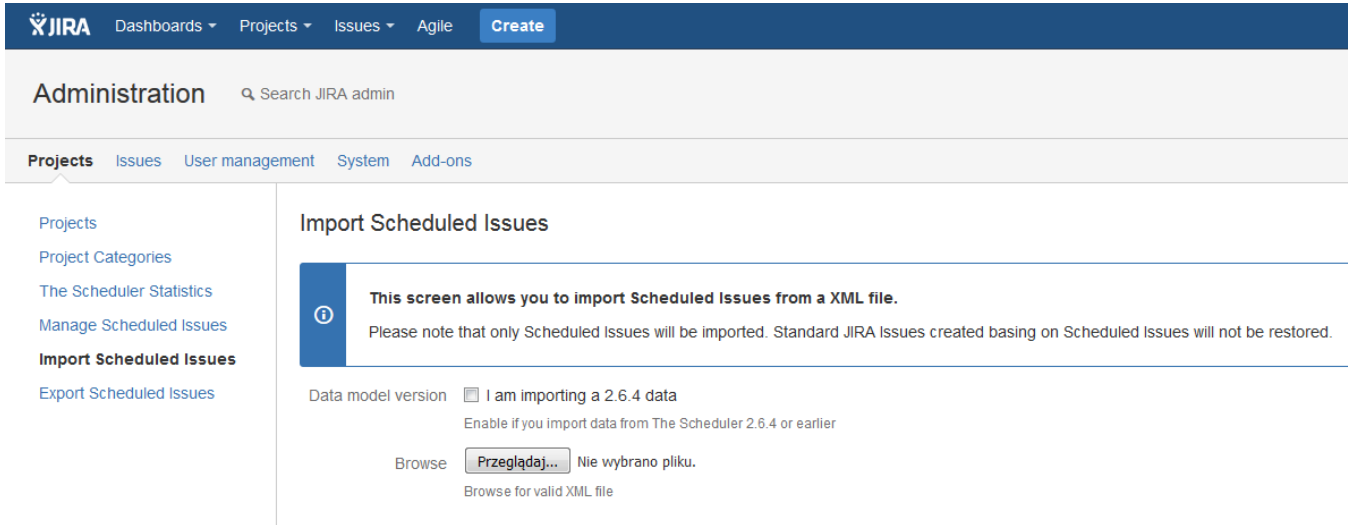 JIRA Dashboards Projects Issues Agile Create
Administration Search JIRA admin
Projects Issues User management System Add-ons
Projects
Project Categories
The Scheduler Statistics
Manage Scheduled Issues
Import Scheduled Issues
Export Scheduled Issues
Import Scheduled Issues
This screen allows you to import Scheduled Issues from a XML file.
Please note that only Scheduled Issues will be imported. Standard JIRA Issues created basing on Scheduled Issues will not be restored.
Data model version I am importing a 2.6.4 data
Enable if you import data from The Scheduler 2.6.4 or earlier
Browse Przeglądaj... Nie wybrano pliku.
Browse for valid XML file